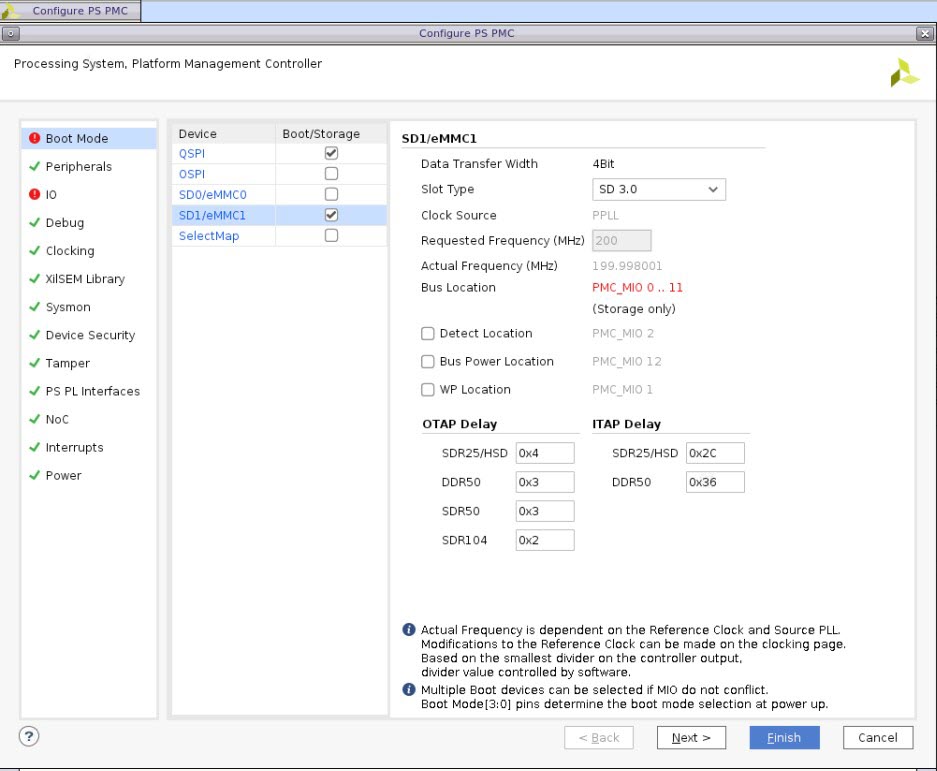 Configure PS PMC
Configure PS PMC
Processing System, Platform Management Controller
Boot Mode
Peripherals
IO
Debug
Clocking
XilSEM Library
Sysmon
Device Security
Tamper
PS PL Interfaces
NoC
Interrupts
Power
Device Boot/Storage
QSPI
OSPI
SD0/eMMC0
SD1/eMMC1
SelectMap
SD1/eMMC1
Data Transfer Width 4Bit
Slot Type SD 3.0
Clock Source PPLL
Requested Frequency (MHz) 200
Actual Frequency (MHz) 199.998001
Bus Location PMC_MIO 0 .. 11
(Storage only)
Detect Location PMC_MIO 2
Bus Power Location PMC_MIO 12
WP Location PMC_MIO 1
OTAP Delay ITAP Delay
SDR25/HSD 0x4 SDR25/HSD 0x2C
DDR50 0x3 DDR50 0x36
SDR50 0x3
SDR104 0x2
Actual Frequency is dependent on the Reference Clock and Source PLL.
Modifications to the Reference Clock can be made on the clocking page.
Based on the smallest divider on the controller output,
divider value controlled by software.
Multiple Boot devices can be selected if MIO do not conflict.
Boot Mode[3:0] pins determine the boot mode selection at power up.
? < Back Next > Finish Cancel